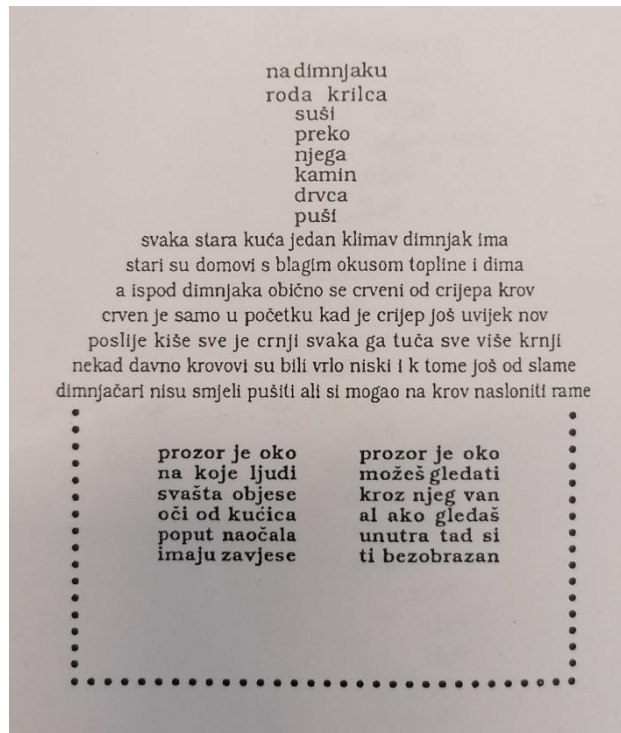 na dimnjaku
roda krilca
suši
preko
njega
kamin
drvca
puši
svaka stara kuća jedan klimav dimnjak ima
stari su domovi s blagim okusom topline i dima
a ispod dimnjaka obično se crveni od crijepa krov
crven je samo u početku kad je crijep još uvijek nov
poslije kiše sve je crnji svaka ga tuča sve više krnji
nekad davno krovovi su bili vrlo niski i k tome još od slame
dimnjačari nisu smjeli pušiti ali si mogao na krov nasloniti rame
prozor je oko
na koje ljudi
svašta objese
oči od kućica
poput naočala
imaju zavjese
prozor je oko
možeš gledati
kroz njeg van
al ako gledaš
unutra tad si
ti bezobrazan